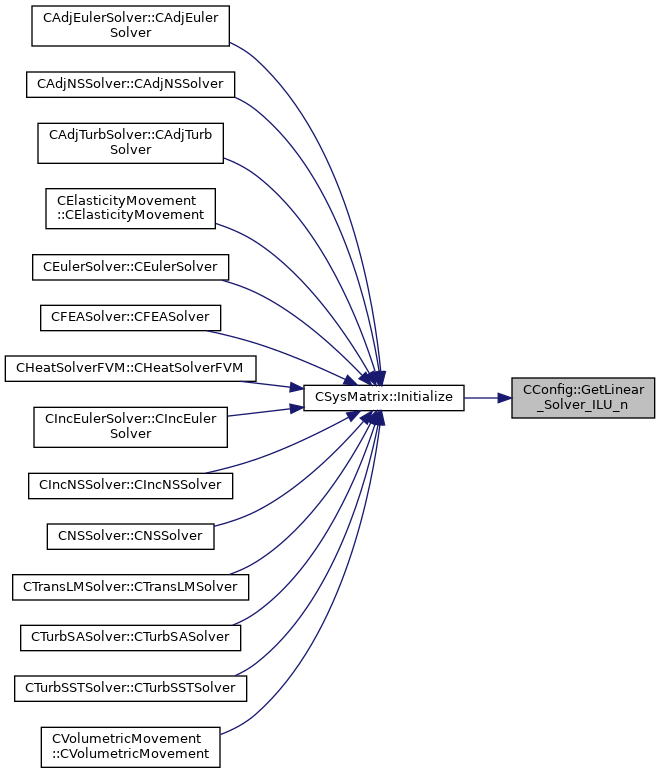 CAdjEulerSolver::CAdjEuler
Solver
CAdjNSSolver::CAdjNSSolver
CAdjTurbSolver::CAdjTurb
Solver
CElasticityMovement
::CElasticityMovement
CEulerSolver::CEulerSolver
CFEASolver::CFEASolver
CHeatSolverFVM::CHeatSolverFVM
CIncEulerSolver::CIncEuler
Solver
CIncNSSolver::CIncNSSolver
CNSSolver::CNSSolver
CTransLMSolver::CTransLMSolver
CTurbSASolver::CTurbSASolver
CTurbSSTSolver::CTurbSSTSolver
CVolumetricMovement
::CVolumetricMovement
CSysMatrix::Initialize
CConfig::GetLinear
_Solver_ILU_n